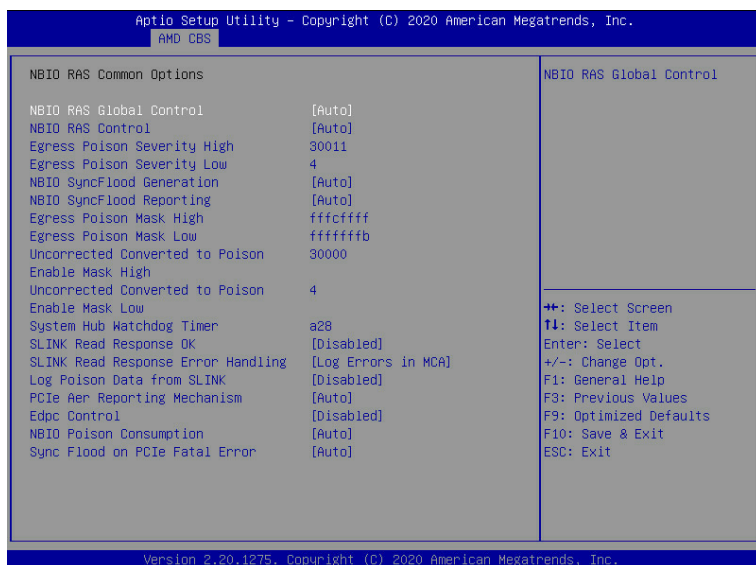 Aptio Setup Utility – Copyright (C) 2020 American Megatrends, Inc.
AMD CBS
NBIO RAS Common Options
NBIO RAS Global Control [Auto]
NBIO RAS Control [Auto]
Egress Poison Severity High 30011
Egress Poison Severity Low 4
NBIO SyncFlood Generation [Auto]
NBIO SyncFlood Reporting [Auto]
Egress Poison Mask High fffcffff
Egress Poison Mask Low fffffffb
Uncorrected Converted to Poison 30000
Enable Mask High
Uncorrected Converted to Poison 4
Enable Mask Low
System Hub Watchdog Timer a28
SLINK Read Response OK [Disabled]
SLINK Read Response Error Handling [Log Errors in MCA]
Log Poison Data from SLINK [Disabled]
PCIe Aer Reporting Mechanism [Auto]
Edpc Control [Disabled]
NBIO Poison Consumption [Auto]
Sync Flood on PCIe Fatal Error [Auto]
NBIO RAS Global Control
→←: Select Screen
↑↓: Select Item
Enter: Select
+/-: Change Opt.
F1: General Help
F3: Previous Values
F9: Optimized Defaults
F10: Save & Exit
ESC: Exit
Version 2.20.1275. Copyright (C) 2020 American Megatrends, Inc.